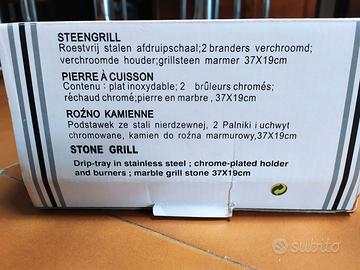 STEENGRILL
Roestvrij stalen afdruipschaal;2 branders verchroomd;
verchroomde houder;grillsteen marmer 37X19cm
PIERRE À CUISSON
Contenu : plat inoxydable; 2 brûleurs chromés;
réchaud chromé;pierre en marbre , 37X19cm
ROŻNO KAMIENNE
Podstawek ze stali nierdzewnej, 2 Palniki i uchwyt
chromowane, kamien do rożna marmurowy,37X19cm
STONE GRILL
Drip-tray in stainless steel ; chrome-plated holder
and burners ; marble grill stone 37X19cm
subito